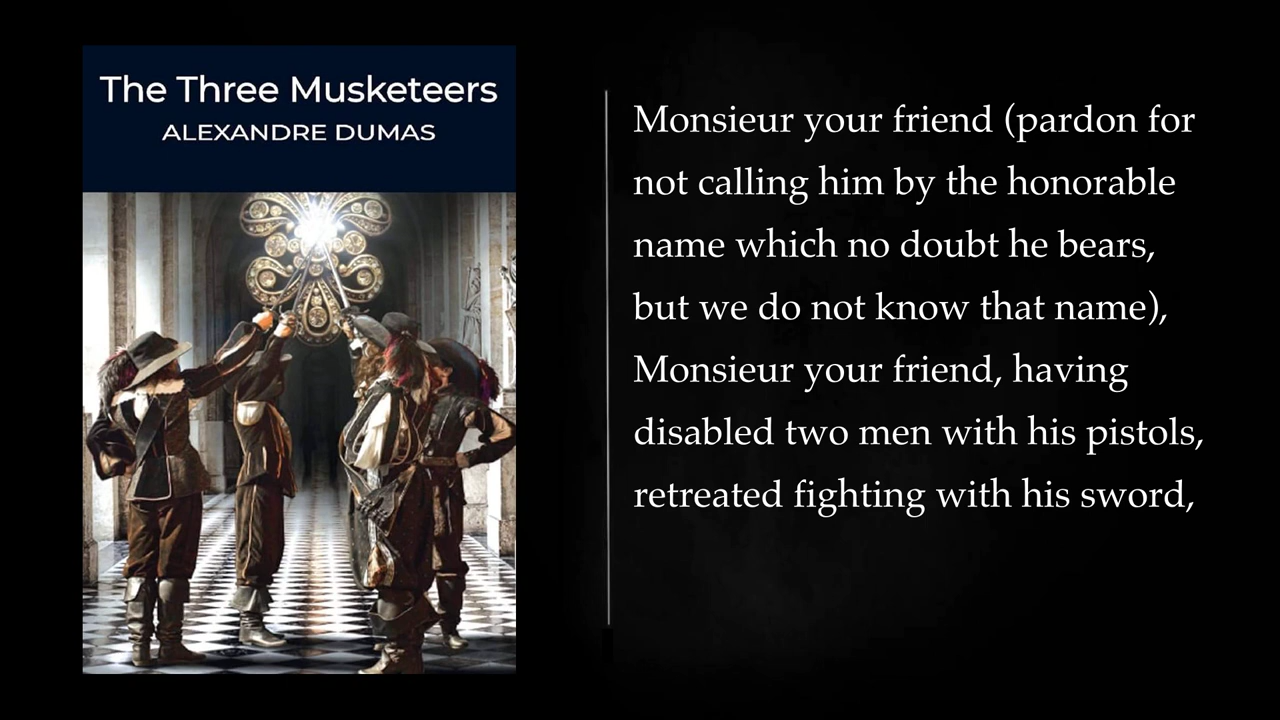 The Three Musketeers
ALEXANDRE DUMAS
Monsieur your friend (pardon for
not calling him by the honorable
name which no doubt he bears,
but we do not know that name),
Monsieur your friend, having
disabled two men with his pistols,
retreated fighting with his sword,